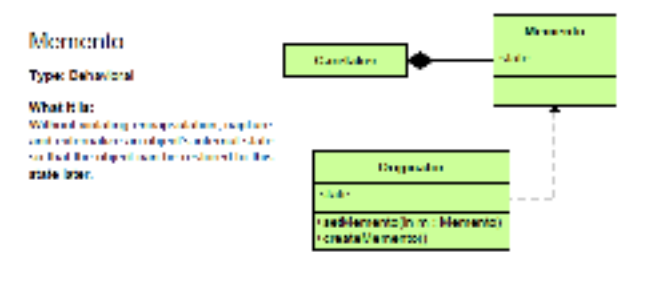 Memento
Type: Behavioral
What it is:
Without violating encapsulation, capture
and externalize an object's internal state
so that the object can be restored to this
state later.
Caretaker
Memento
-state
Originator
-state
+setMemento(in m : Memento)
+createMemento()